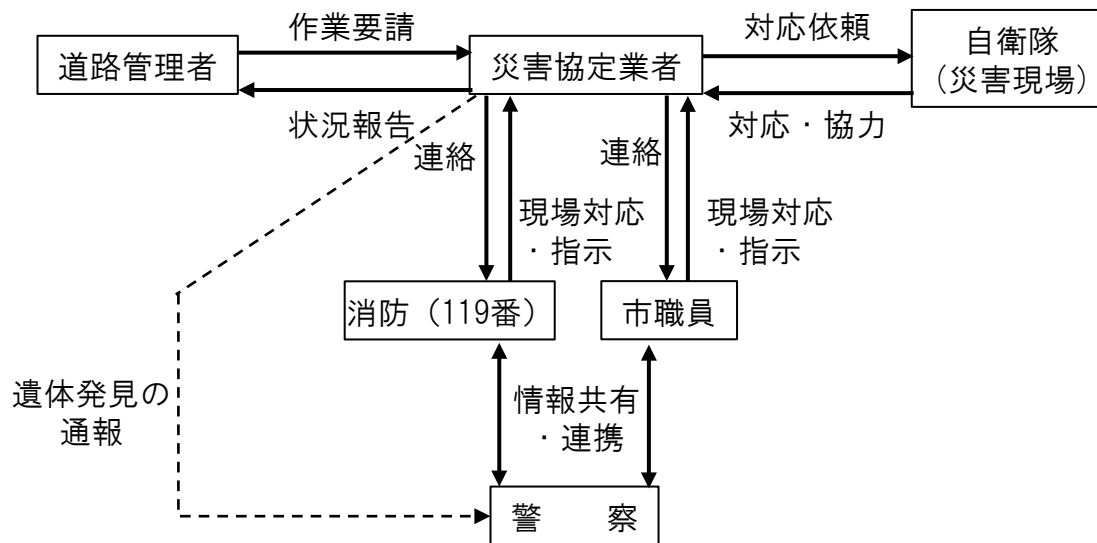 作業要請
対応依頼
道路管理者
災害協定業者
自衛隊
（災害現場）
状況報告
対応・協力
連絡
連絡
現場対応
・指示
現場対応
・指示
消防（119番）
市職員
遺体発見の
通報
情報共有
・連携
警　　察